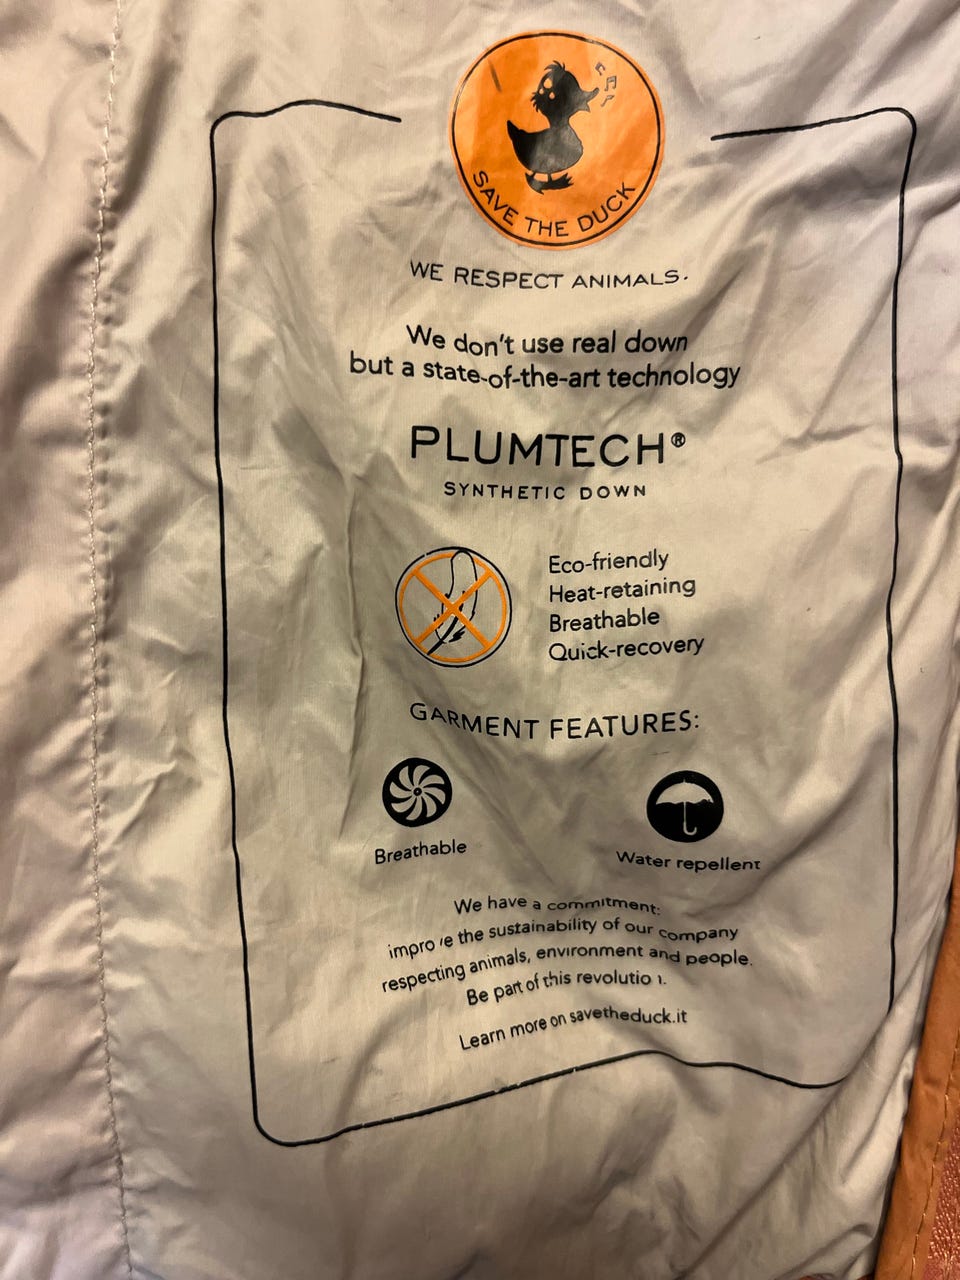 SAVE THE DUCK
WE RESPECT ANIMALS.
We don't use real down
but a state-of-the-art technology
PLUMTECH®
SYNTHETIC DOWN
Eco-friendly
Heat-retaining
Breathable
Quick-recovery
GARMENT FEATURES:
Breathable
Water repellent
We have a commitment:
improve the sustainability of our company
respecting animals, environment and people.
Be part of this revolution.
Learn more on savetheduck.it